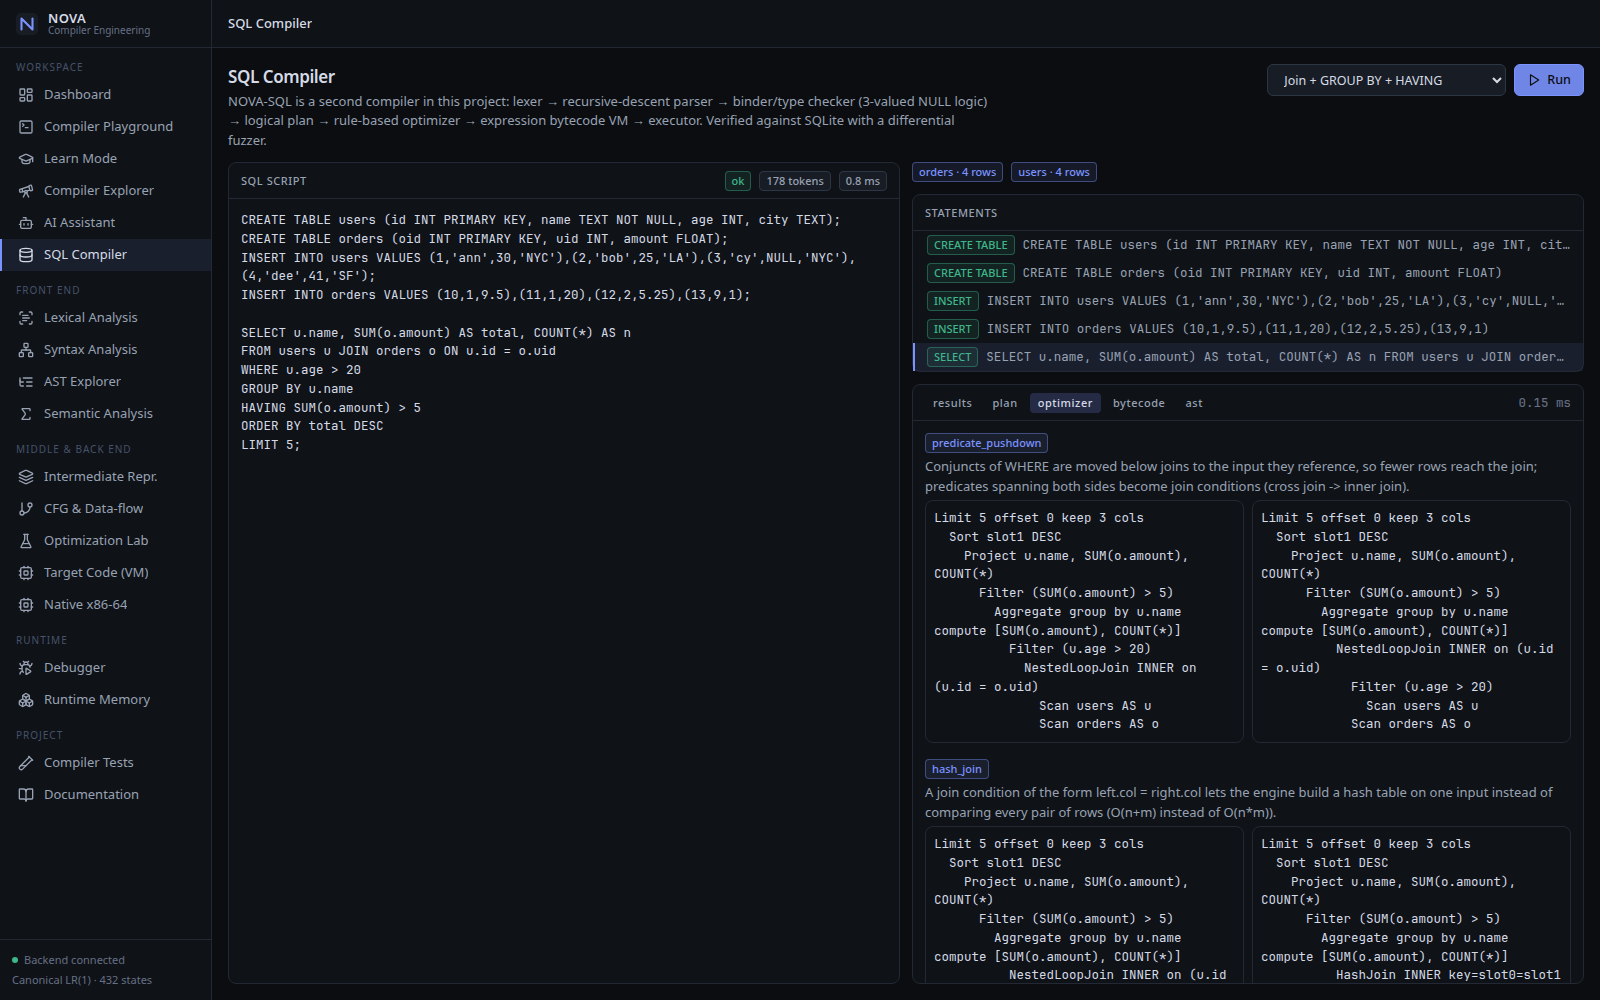 NOVA
Compiler Engineering
WORKSPACE
Dashboard
Compiler Playground
Learn Mode
Compiler Explorer
AI Assistant
SQL Compiler
FRONT END
Lexical Analysis
Syntax Analysis
AST Explorer
Semantic Analysis
MIDDLE & BACK END
Intermediate Repr.
CFG & Data-flow
Optimization Lab
Target Code (VM)
Native x86-64
RUNTIME
Debugger
Runtime Memory
PROJECT
Compiler Tests
Documentation
Backend connected
Canonical LR(1) · 432 states
SQL Compiler
SQL Compiler
NOVA-SQL is a second compiler in this project: lexer → recursive-descent parser → binder/type checker (3-valued NULL logic)
→ logical plan → rule-based optimizer → expression bytecode VM → executor. Verified against SQLite with a differential
fuzzer.
Join + GROUP BY + HAVING
Run
SQL SCRIPT
ok
178 tokens
0.8 ms
CREATE TABLE users (id INT PRIMARY KEY, name TEXT NOT NULL, age INT, city TEXT);
CREATE TABLE orders (oid INT PRIMARY KEY, uid INT, amount FLOAT);
INSERT INTO users VALUES (1,'ann',30,'NYC'),(2,'bob',25,'LA'),(3,'cy',NULL,'NYC'),
(4,'dee',41,'SF');
INSERT INTO orders VALUES (10,1,9.5),(11,1,20),(12,2,5.25),(13,9,1);
SELECT u.name, SUM(o.amount) AS total, COUNT(*) AS n
FROM users u JOIN orders o ON u.id = o.uid
WHERE u.age > 20
GROUP BY u.name
HAVING SUM(o.amount) > 5
ORDER BY total DESC
LIMIT 5;
orders · 4 rows
users · 4 rows
STATEMENTS
CREATE TABLE CREATE TABLE users (id INT PRIMARY KEY, name TEXT NOT NULL, age INT, cit…
CREATE TABLE CREATE TABLE orders (oid INT PRIMARY KEY, uid INT, amount FLOAT)
INSERT INSERT INTO users VALUES (1,'ann',30,'NYC'),(2,'bob',25,'LA'),(3,'cy',NULL,'…
INSERT INSERT INTO orders VALUES (10,1,9.5),(11,1,20),(12,2,5.25),(13,9,1)
SELECT SELECT u.name, SUM(o.amount) AS total, COUNT(*) AS n FROM users u JOIN order…
results
plan
optimizer
bytecode
ast
0.15 ms
predicate_pushdown
Conjuncts of WHERE are moved below joins to the input they reference, so fewer rows reach the join;
predicates spanning both sides become join conditions (cross join -> inner join).
Limit 5 offset 0 keep 3 cols
Sort slot1 DESC
Project u.name, SUM(o.amount),
COUNT(*)
Filter (SUM(o.amount) > 5)
Aggregate group by u.name
compute [SUM(o.amount), COUNT(*)]
Filter (u.age > 20)
NestedLoopJoin INNER on
(u.id = o.uid)
Scan users AS u
Scan orders AS o
Limit 5 offset 0 keep 3 cols
Sort slot1 DESC
Project u.name, SUM(o.amount),
COUNT(*)
Filter (SUM(o.amount) > 5)
Aggregate group by u.name
compute [SUM(o.amount), COUNT(*)]
NestedLoopJoin INNER on (u.id
= o.uid)
Filter (u.age > 20)
Scan users AS u
Scan orders AS o
hash_join
A join condition of the form left.col = right.col lets the engine build a hash table on one input instead of
comparing every pair of rows (O(n+m) instead of O(n*m)).
Limit 5 offset 0 keep 3 cols
Sort slot1 DESC
Project u.name, SUM(o.amount),
COUNT(*)
Filter (SUM(o.amount) > 5)
Aggregate group by u.name
compute [SUM(o.amount), COUNT(*)]
NestedLoopJoin INNER on (u.id
Limit 5 offset 0 keep 3 cols
Sort slot1 DESC
Project u.name, SUM(o.amount),
COUNT(*)
Filter (SUM(o.amount) > 5)
Aggregate group by u.name
compute [SUM(o.amount), COUNT(*)]
HashJoin INNER key=slot0=slot1